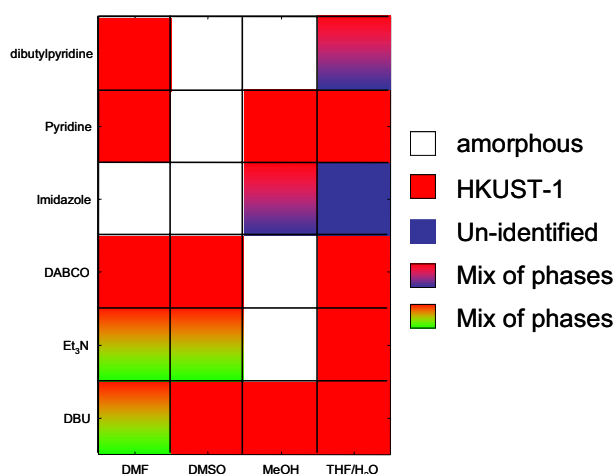 dibutylpyridine
Pyridine
Imidazole
DABCO
Et₃N
DBU
DMF DMSO MeOH THF/H₂O
amorphous
HKUST-1
Un-identified
Mix of phases
Mix of phases